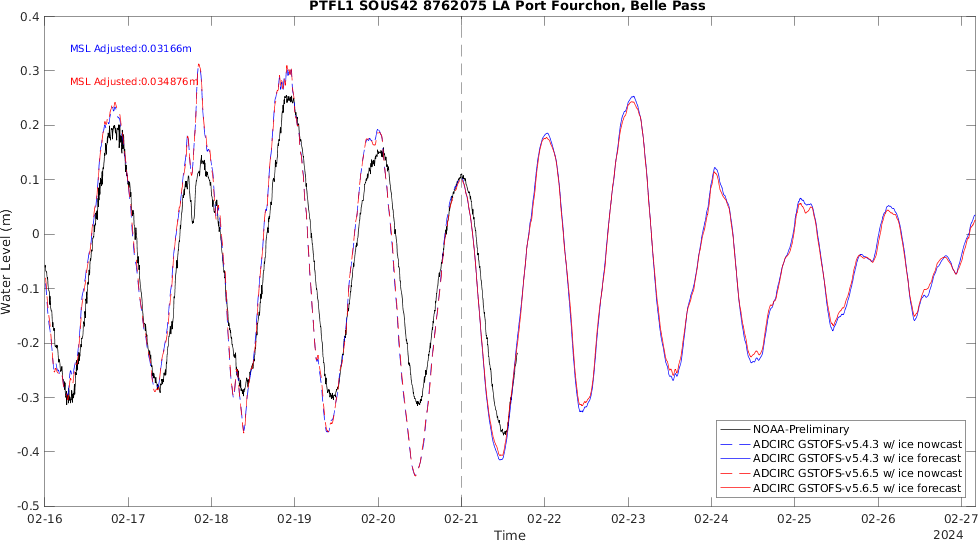 PTFL1 SOUS42 8762075 LA Port Fourchon, Belle Pass
MSL Adjusted:0.03166m
MSL Adjusted:0.034876m
Water Level (m)
0.4
0.3
0.2
0.1
0
-0.1
-0.2
-0.3
-0.4
-0.5
NOAA-Preliminary
ADCIRC GSTOFS-v5.4.3 w/ ice nowcast
ADCIRC GSTOFS-v5.4.3 w/ ice forecast
ADCIRC GSTOFS-v5.6.5 w/ ice nowcast
ADCIRC GSTOFS-v5.6.5 w/ ice forecast
02-16 02-17 02-18 02-19 02-20 02-21 02-22 02-23 02-24 02-25 02-26 02-27
Time
2024